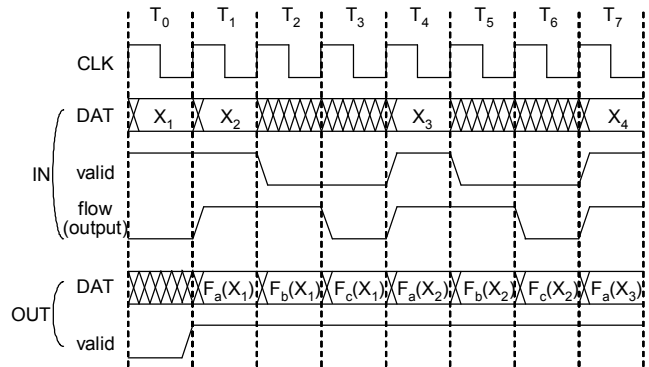 T0 T1 T2 T3 T4 T5 T6 T7
CLK
IN
DAT X1 X2 X3 X4
valid
flow
(output)
OUT
DAT Fa(X1) Fb(X1) Fc(X1) Fa(X2) Fb(X2) Fc(X2) Fa(X3)
valid